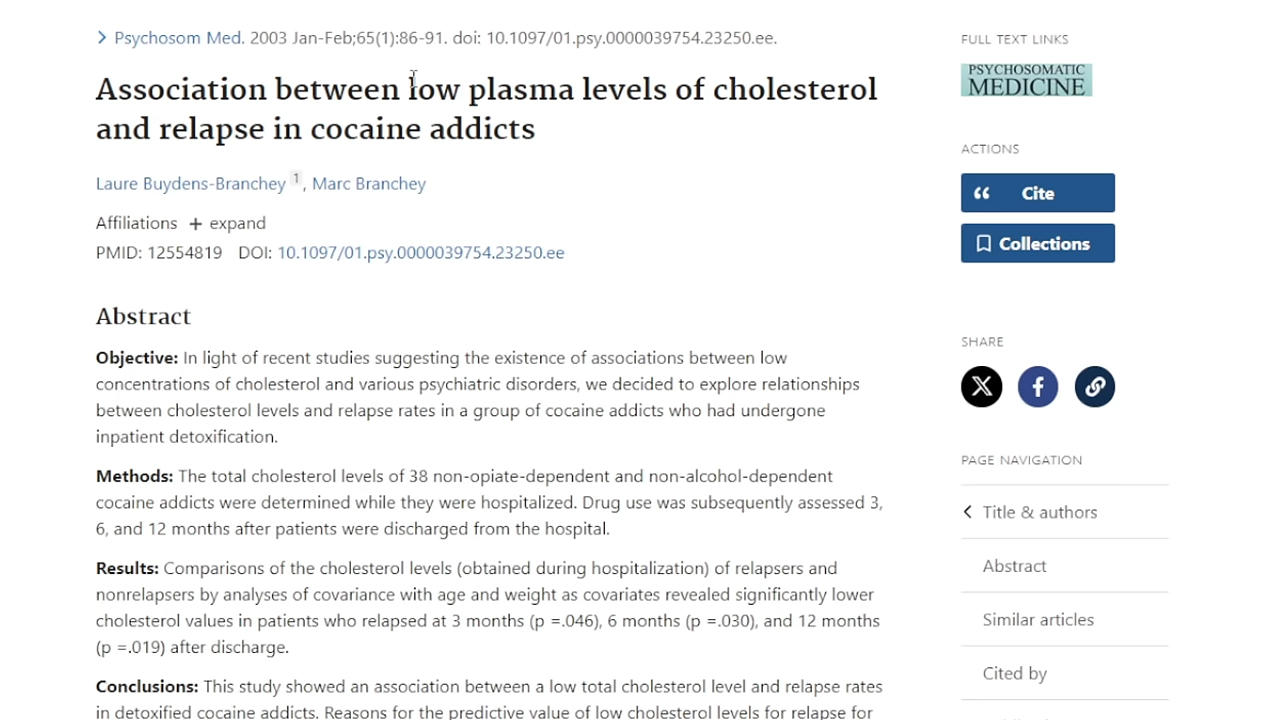 Psychosom Med. 2003 Jan-Feb;65(1):86-91. doi: 10.1097/01.psy.0000039754.23250.ee.
Association between low plasma levels of cholesterol
and relapse in cocaine addicts
Laure Buydens-Branchey 1, Marc Branchey
Affiliations + expand
PMID: 12554819 DOI: 10.1097/01.psy.0000039754.23250.ee
Abstract
Objective: In light of recent studies suggesting the existence of associations between low
concentrations of cholesterol and various psychiatric disorders, we decided to explore relationships
between cholesterol levels and relapse rates in a group of cocaine addicts who had undergone
inpatient detoxification.
Methods: The total cholesterol levels of 38 non-opiate-dependent and non-alcohol-dependent
cocaine addicts were determined while they were hospitalized. Drug use was subsequently assessed 3,
6, and 12 months after patients were discharged from the hospital.
Results: Comparisons of the cholesterol levels (obtained during hospitalization) of relapsers and
nonrelapsers by analyses of covariance with age and weight as covariates revealed significantly lower
cholesterol values in patients who relapsed at 3 months (p =.046), 6 months (p =.030), and 12 months
(p =.019) after discharge.
Conclusions: This study showed an association between a low total cholesterol level and relapse rates
in detoxified cocaine addicts. Reasons for the predictive value of low cholesterol levels for relapse for
FULL TEXT LINKS
PSYCHOSOMATIC
MEDICINE
ACTIONS
Cite
Collections
SHARE
PAGE NAVIGATION
Title & authors
Abstract
Similar articles
Cited by